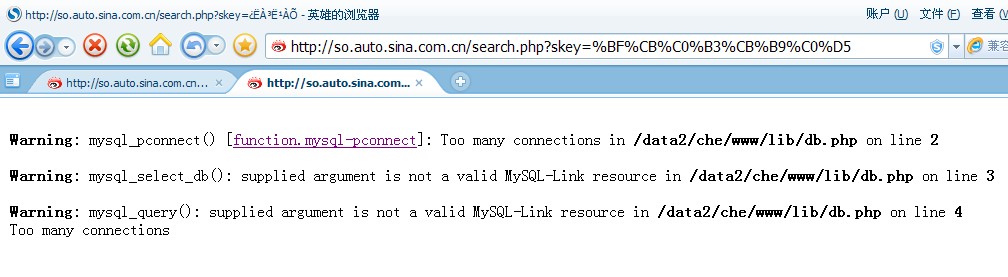 http://so.auto.sina.com.cn/search.php?skey=¿ËÀ³Ë¹ÀÕ - 英雄的浏览器
账户 (U) 文件 (F) 查看 (V
http://so.auto.sina.com.cn/search.php?skey=%BF%CB%C0%B3%CB%B9%C0%D5
兼容
http://so.auto.sina.com.cn...
http://so.auto.sina.com...
Warning: mysql_pconnect() [function.mysql-pconnect]: Too many connections in /data2/che/www/lib/db.php on line 2
Warning: mysql_select_db(): supplied argument is not a valid MySQL-Link resource in /data2/che/www/lib/db.php on line 3
Warning: mysql_query(): supplied argument is not a valid MySQL-Link resource in /data2/che/www/lib/db.php on line 4
Too many connections